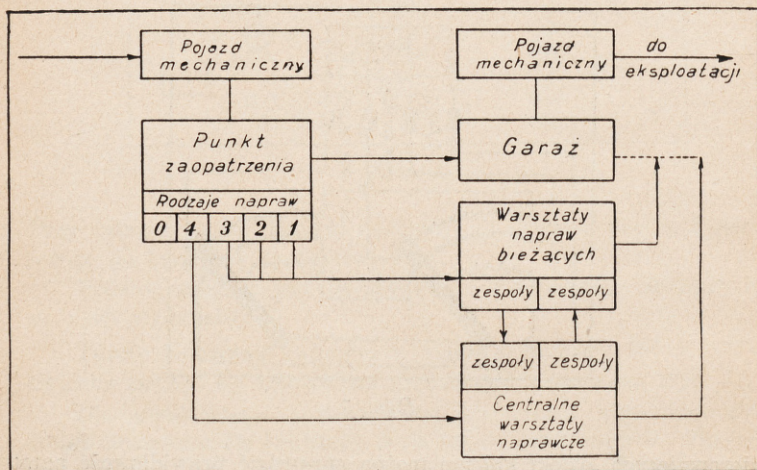 Pojazd
mechaniczny
Pojazd
mechaniczny
do
eksploatacji
Punkt
zaopatrzenia
Rodzaje napraw
0 4 3 2 1
Garaż
Warsztaty
napraw
bieżących
zespoły zespoły
zespoły zespoły
Centralne
warsztaty
naprawcze